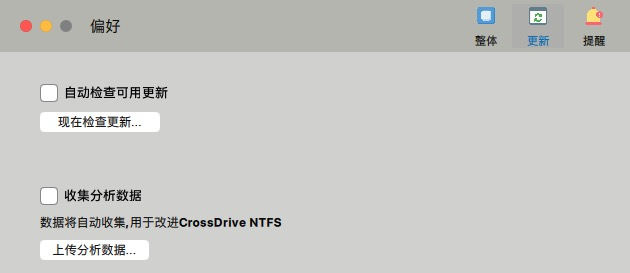 偏好
整体
更新
提醒
自动检查可用更新
现在检查更新...
收集分析数据
数据将自动收集,用于改进CrossDrive NTFS
上传分析数据...